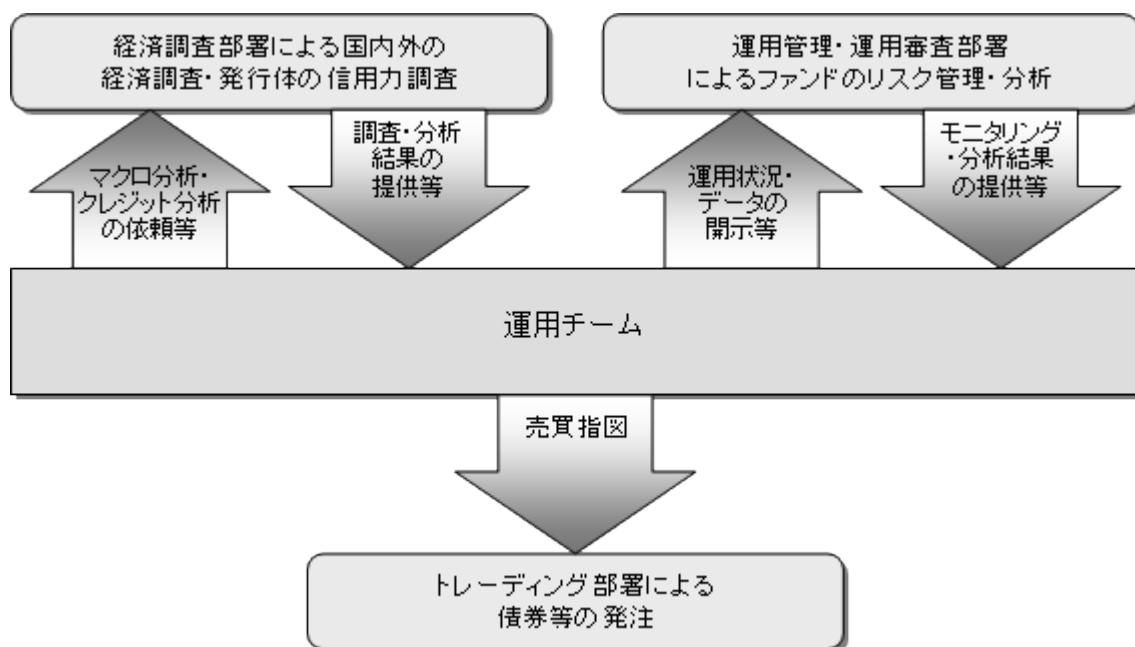 経済調査部署による国内外の
経済調査・発行体の信用力調査
運用管理・運用審査部署
によるファンドのリスク管理・分析
マクロ分析・
クレジット分析
の依頼等
調査・分析
結果の
提供等
運用状況・
データの
開示等
モニタリング
・分析結果
の提供等
運用チーム
売買指図
トレーディング部署による
債券等の発注